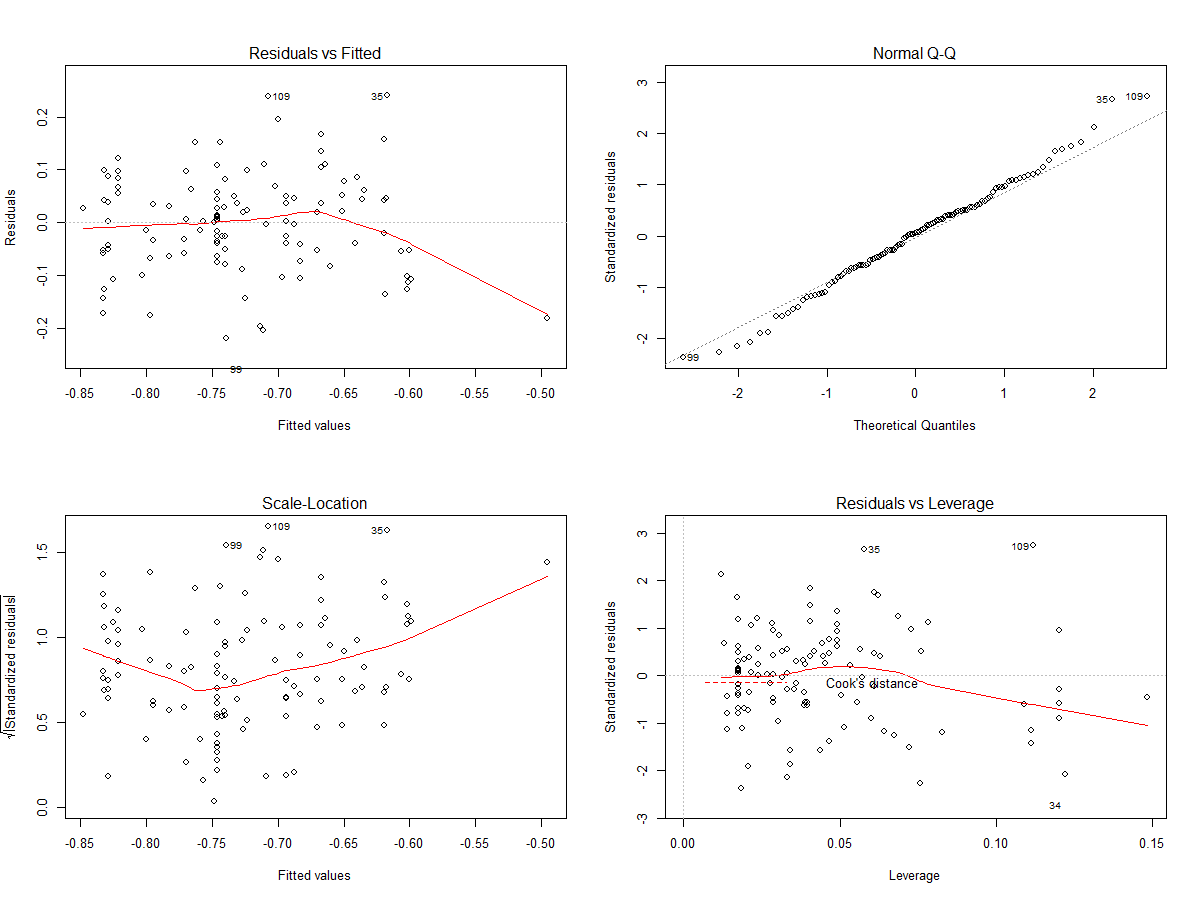 Residuals vs Fitted
Residuals
0.2
0.1
0.0
-0.1
-0.2
109
35
99
-0.85 -0.80 -0.75 -0.70 -0.65 -0.60 -0.55 -0.50
Fitted values
Normal Q-Q
Standardized residuals
3
2
1
0
-1
-2
35
109
99
-2 -1 0 1 2
Theoretical Quantiles
Scale-Location
√|Standardized residuals|
1.5
1.0
0.5
0.0
109
35
99
-0.85 -0.80 -0.75 -0.70 -0.65 -0.60 -0.55 -0.50
Fitted values
Residuals vs Leverage
Standardized residuals
3
2
1
0
-1
-2
-3
35
109
Cook's distance
34
0.00 0.05 0.10 0.15
Leverage